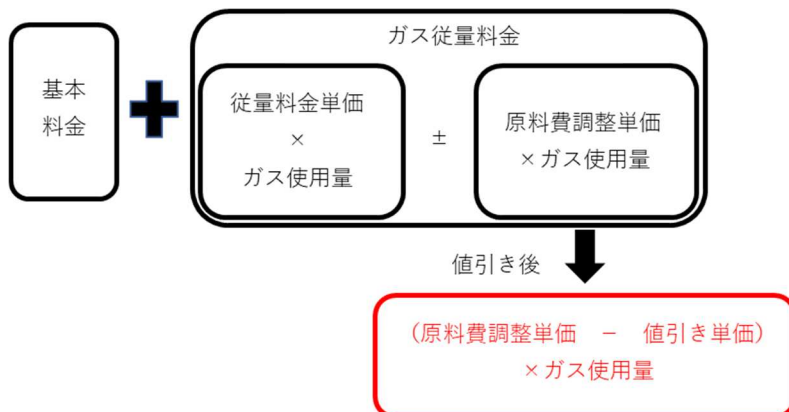 ガス従量料金
基本
料金
従量料金単価
×
ガス使用量
±
原料費調整単価
×ガス使用量
値引き後
(原料費調整単価 － 値引き単価)
×ガス使用量